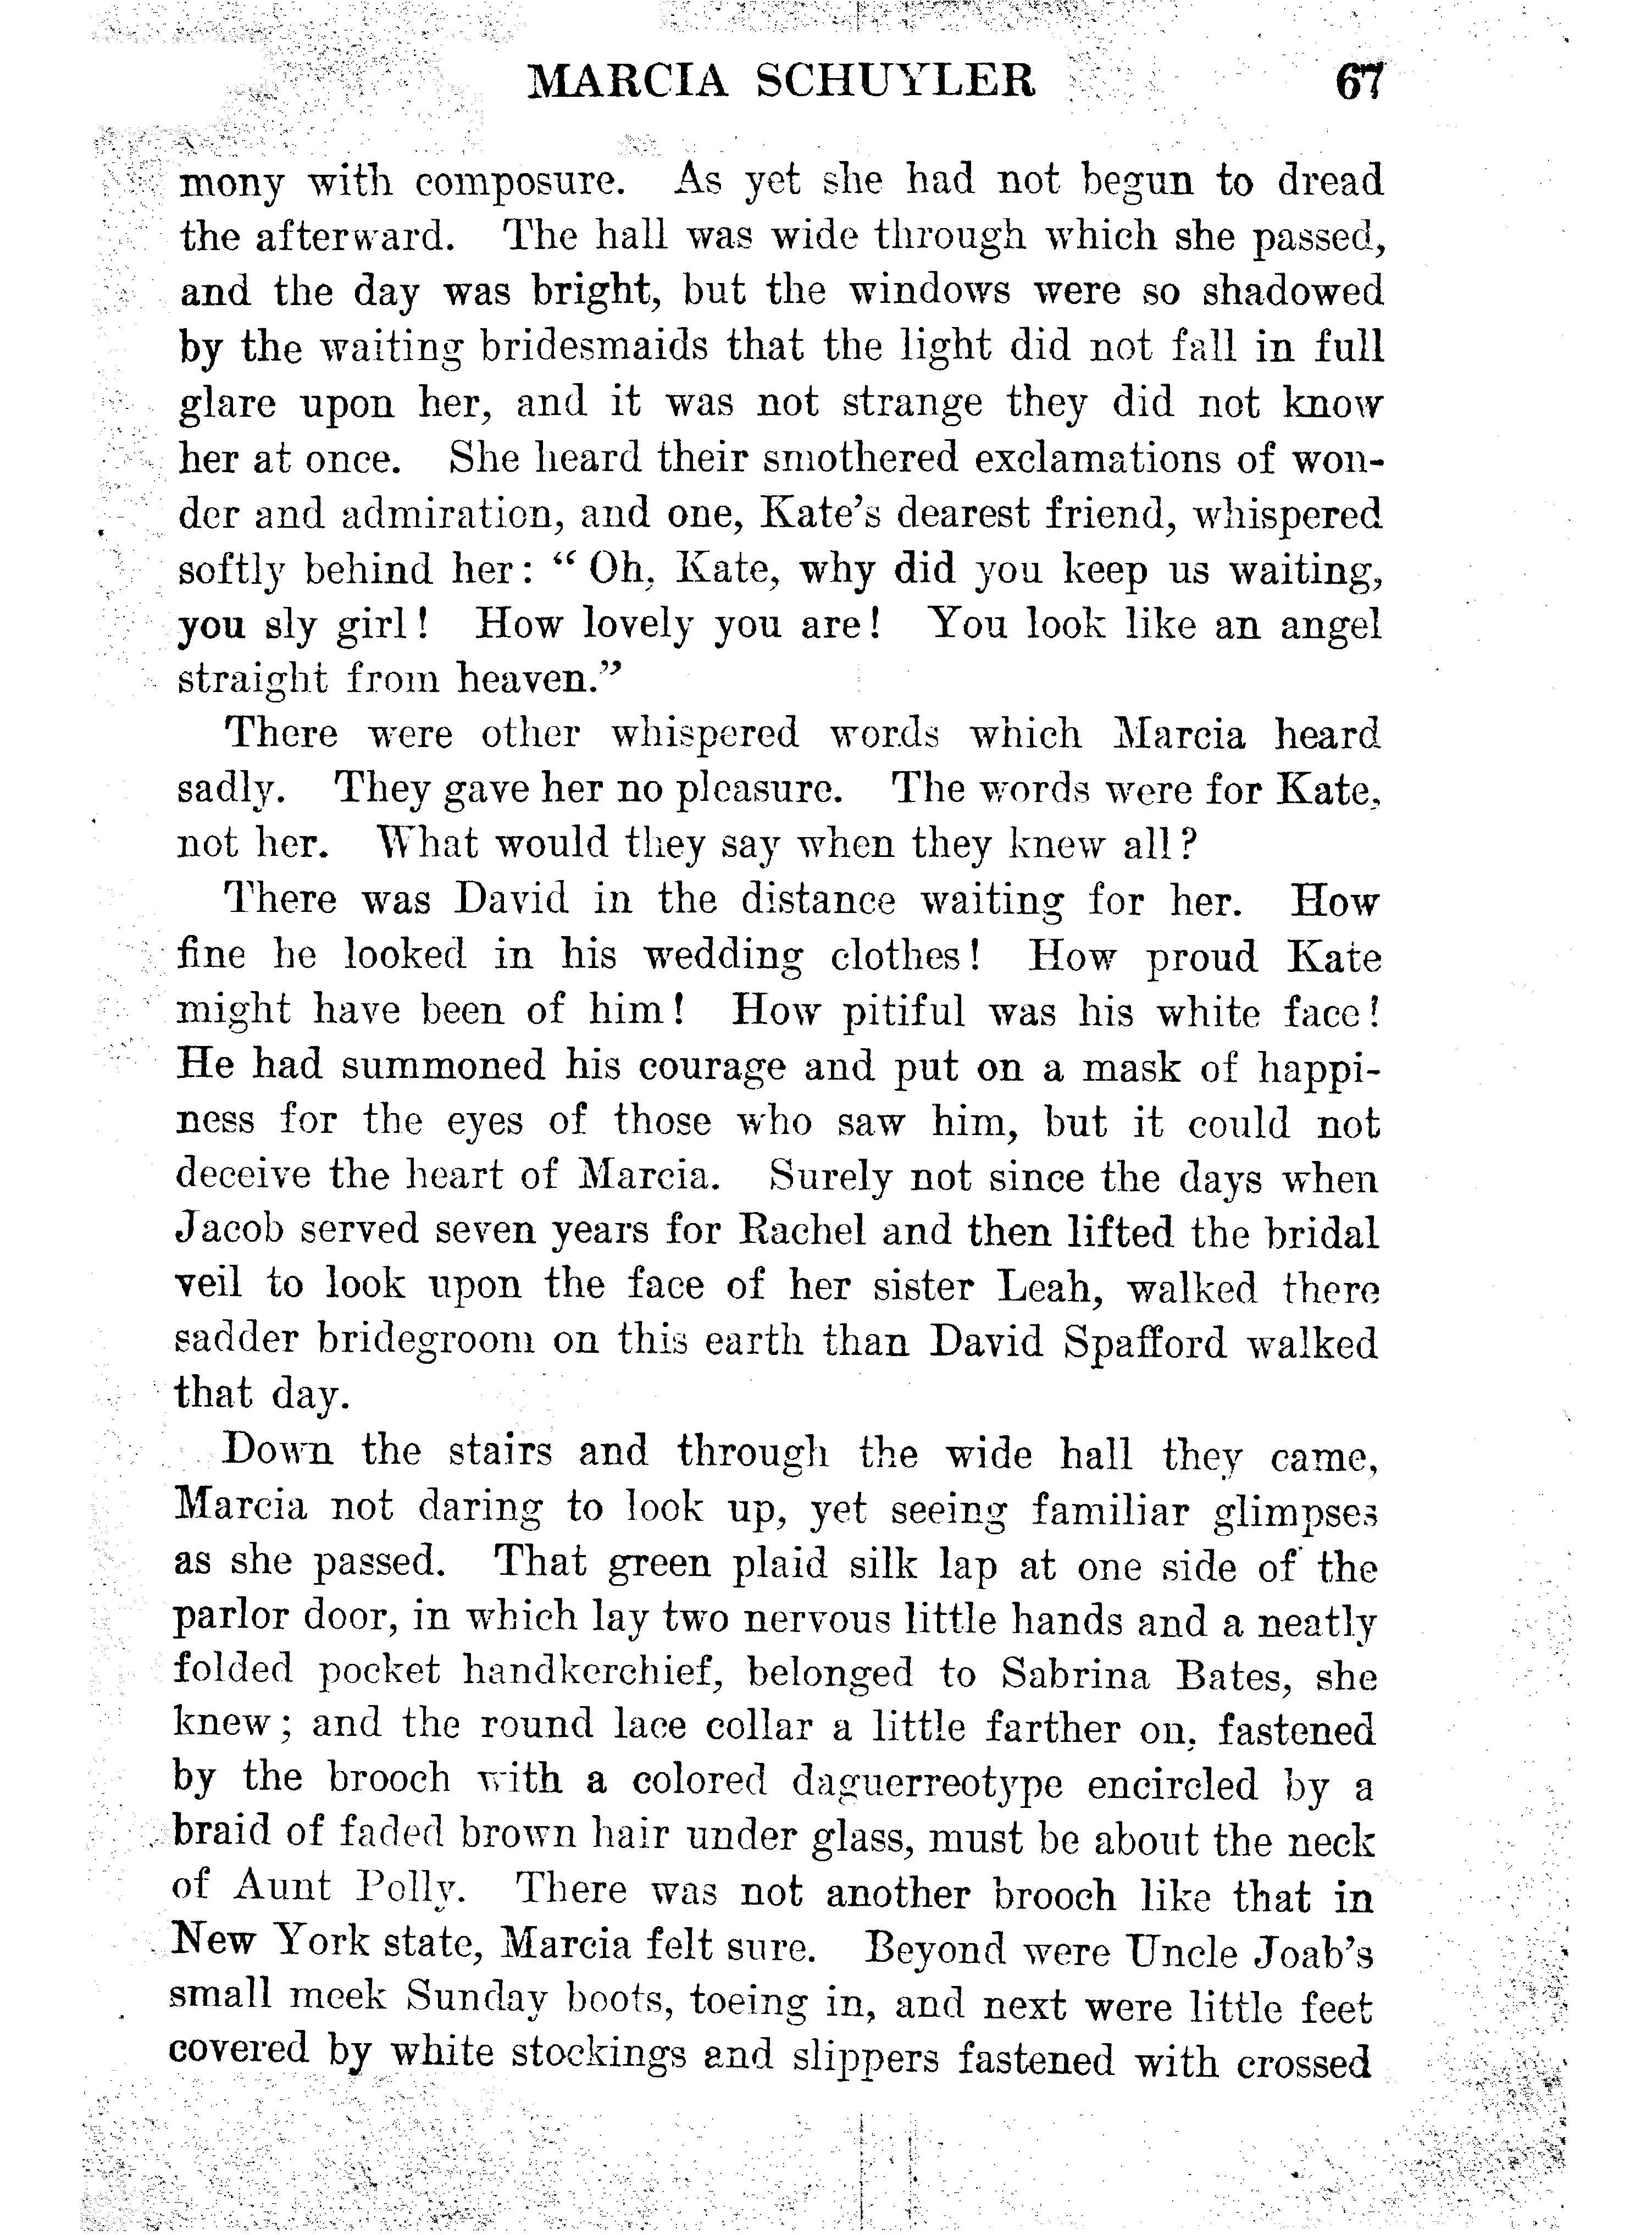 MARCIA SCHUYLER 67
mony with composure. As yet she had not begun to dread
the afterward. The hall was wide through which she passed,
and the day was bright, but the windows were so shadowed
by the waiting bridesmaids that the light did not fall in full
glare upon her, and it was not strange they did not know
her at once. She heard their smothered exclamations of won-
der and admiration, and one, Kate's dearest friend, whispered
softly behind her: “ Oh, Kate, why did you keep us waiting,
you sly girl! How lovely you are! You look like an angel
straight from heaven.”
There were other whispered words which Marcia heard
sadly. They gave her no pleasure. The words were for Kate,
not her. What would they say when they knew all?
There was David in the distance waiting for her. How
fine he looked in his wedding clothes! How proud Kate
might have been of him! How pitiful was his white face!
He had summoned his courage and put on a mask of happi-
ness for the eyes of those who saw him, but it could not
deceive the heart of Marcia. Surely not since the days when
Jacob served seven years for Rachel and then lifted the bridal
veil to look upon the face of her sister Leah, walked there
sadder bridegroom on this earth than David Spafford walked
that day.
Down the stairs and through the wide hall they came,
Marcia not daring to look up, yet seeing familiar glimpses
as she passed. That green plaid silk lap at one side of the
parlor door, in which lay two nervous little hands and a neatly
folded pocket handkerchief, belonged to Sabrina Bates, she
knew; and the round lace collar a little farther on, fastened
by the brooch with a colored daguerreotype encircled by a
braid of faded brown hair under glass, must be about the neck
of Aunt Polly. There was not another brooch like that in
New York state, Marcia felt sure. Beyond were Uncle Joab's
small meek Sunday boots, toeing in, and next were little feet
covered by white stockings and slippers fastened with crossed